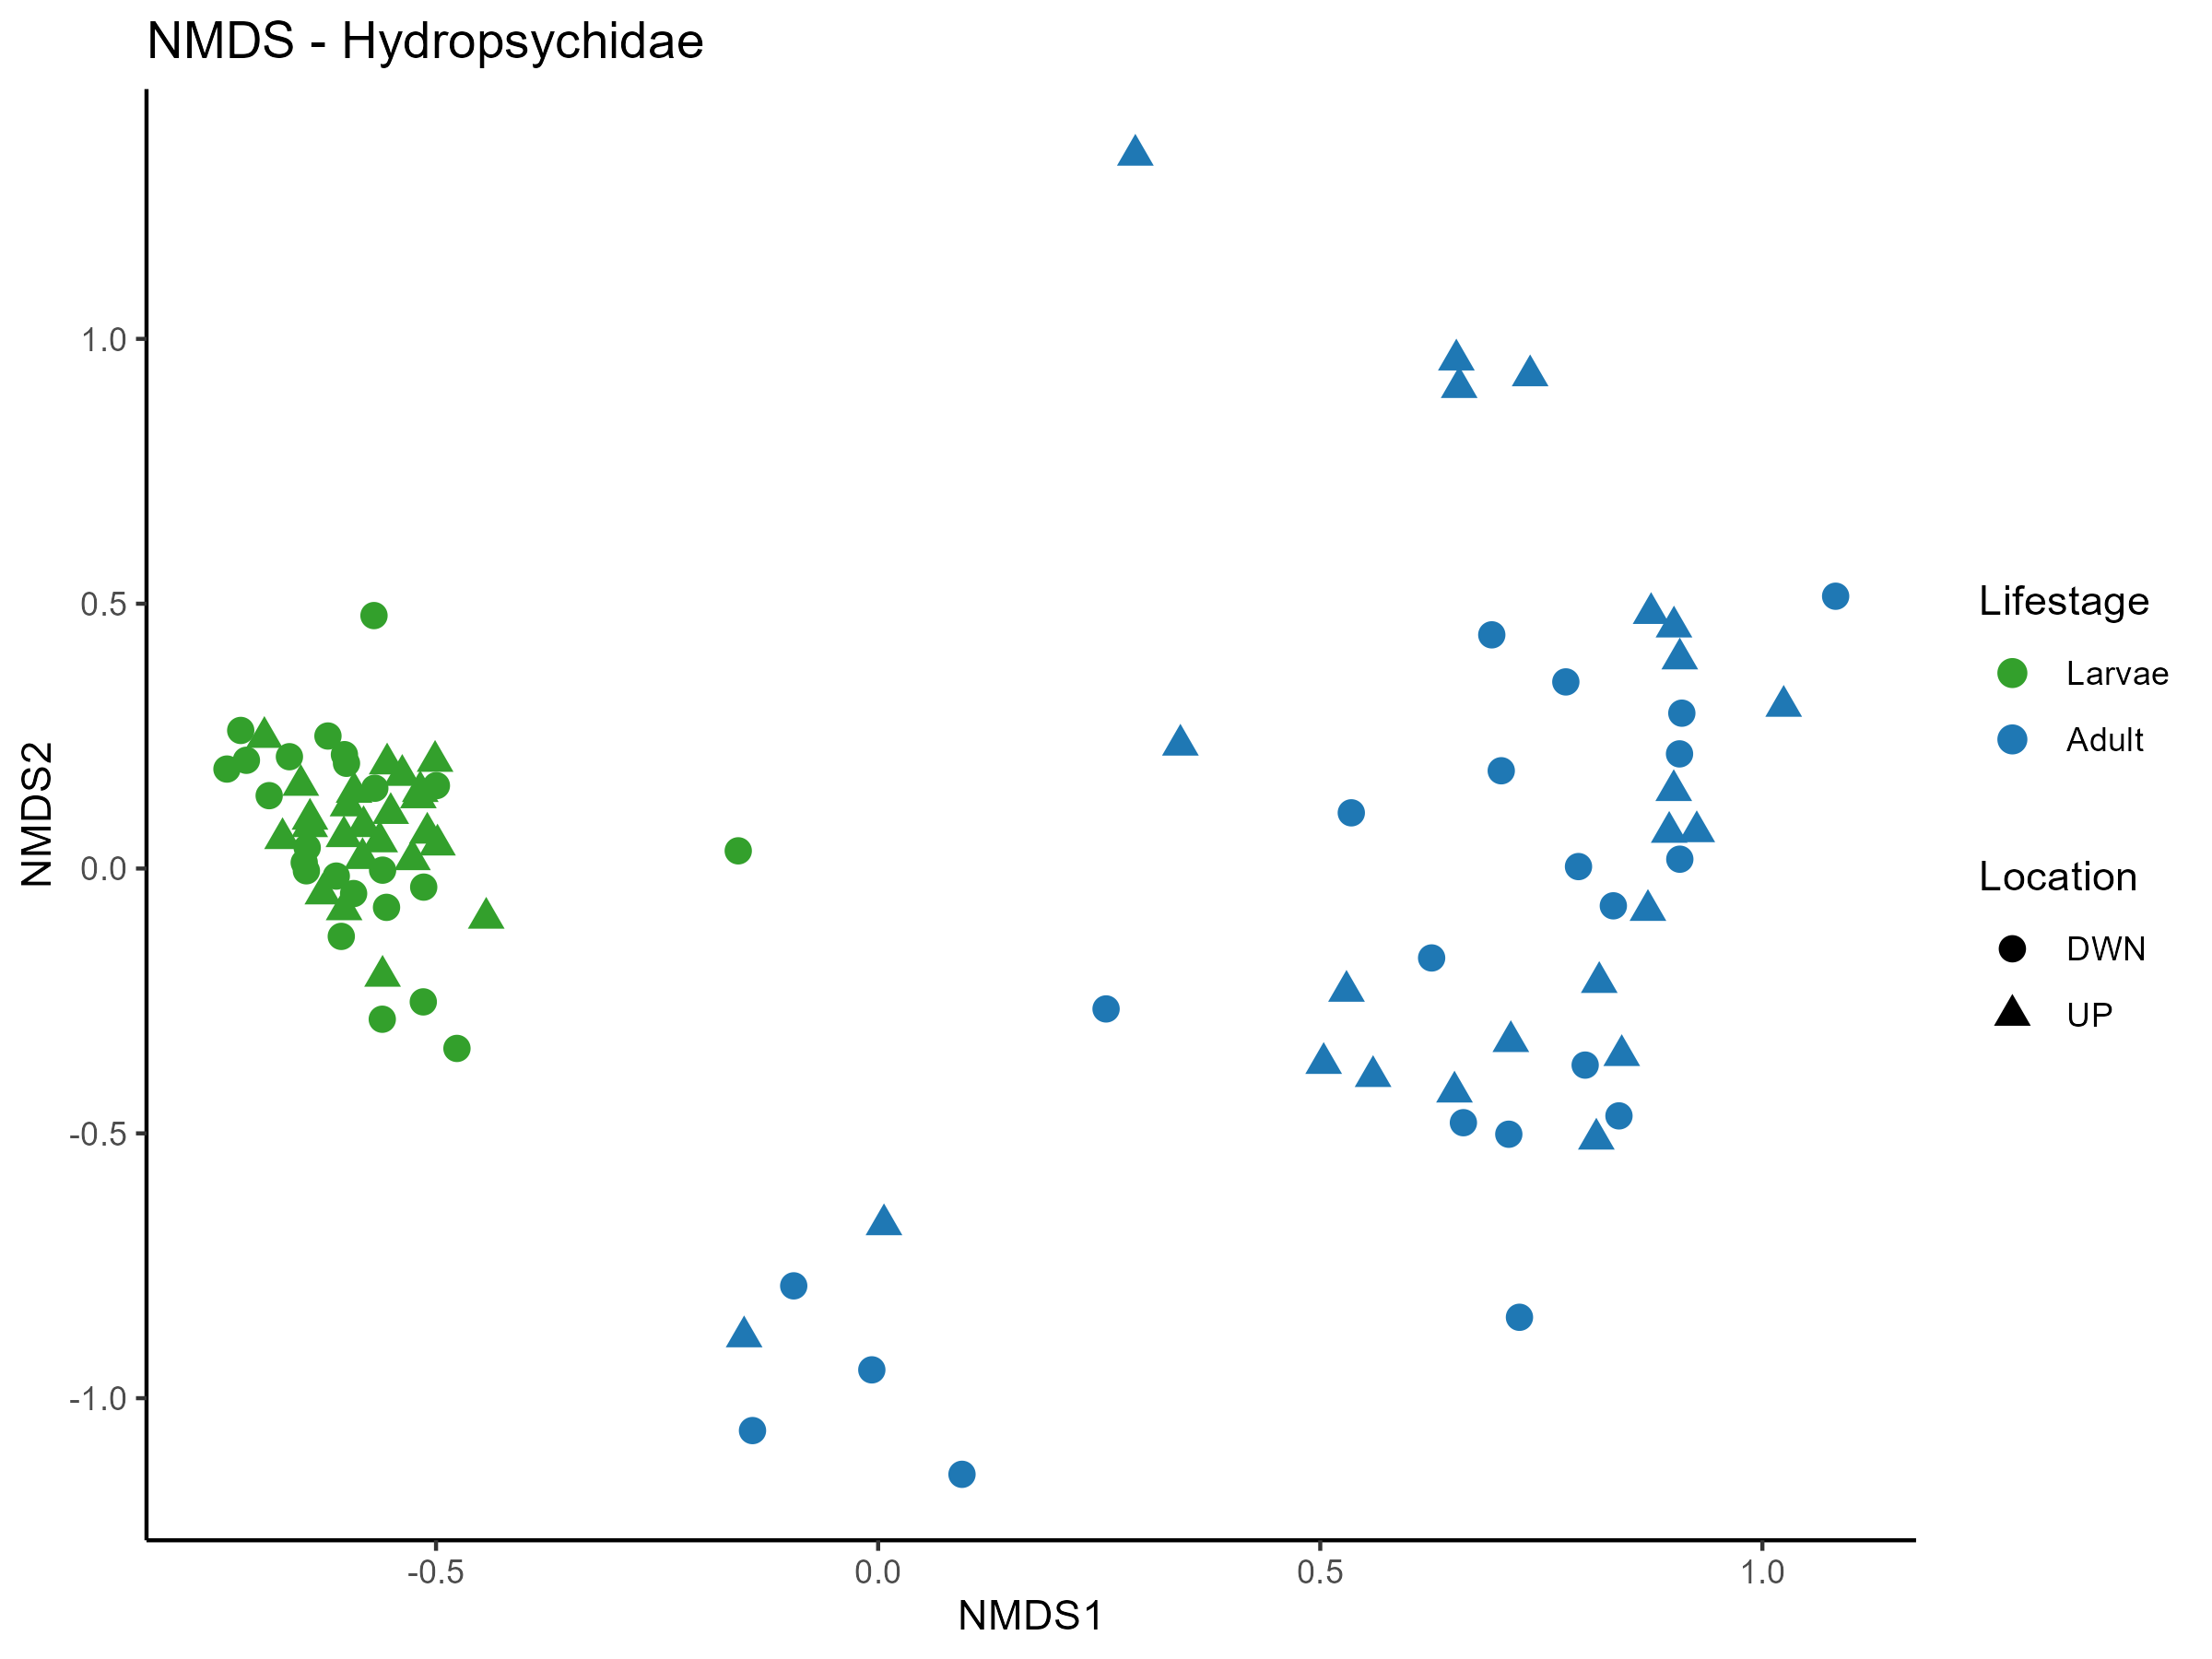 NMDS - Hydropsychidae
NMDS2
1.0
0.5
0.0
-0.5
-1.0
-0.5
0.0
0.5
1.0
NMDS1
Lifestage
Larvae
Adult
Location
DWN
UP